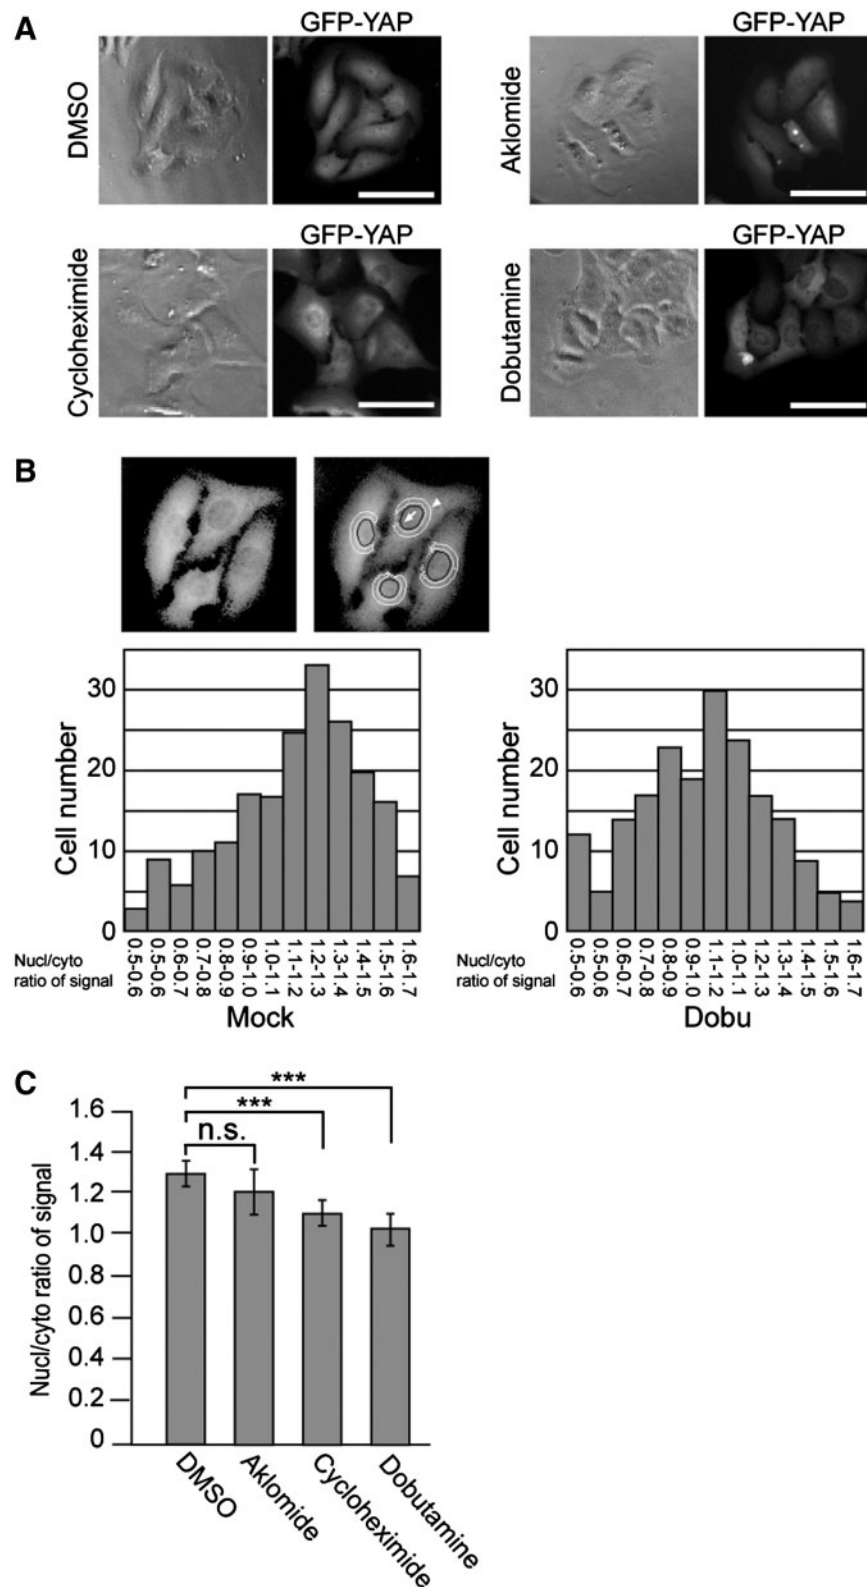 A
GFP-YAP
GFP-YAP
DMSO
Aklomide
GFP-YAP
GFP-YAP
Cycloheximide
Dobutamine
B
Cell number
30
20
10
0
Nucl/cyto
ratio of signal
0.5-0.6
0.5-0.6
0.6-0.7
0.7-0.8
0.8-0.9
0.9-1.0
1.0-1.1
1.1-1.2
1.2-1.3
1.3-1.4
1.4-1.5
1.5-1.6
1.6-1.7
Mock
Cell number
30
20
10
0
Nucl/cyto
ratio of signal
0.5-0.6
0.5-0.6
0.6-0.7
0.7-0.8
0.8-0.9
0.9-1.0
1.1-1.2
1.0-1.1
1.2-1.3
1.3-1.4
1.4-1.5
1.5-1.6
1.6-1.7
Dobu
C
Nucl/cyto ratio of signal
1.6
1.4
1.2
1.0
0.8
0.6
0.4
0.2
0
***
***
n.s.
DMSO
Aklomide
Cycloheximide
Dobutamine